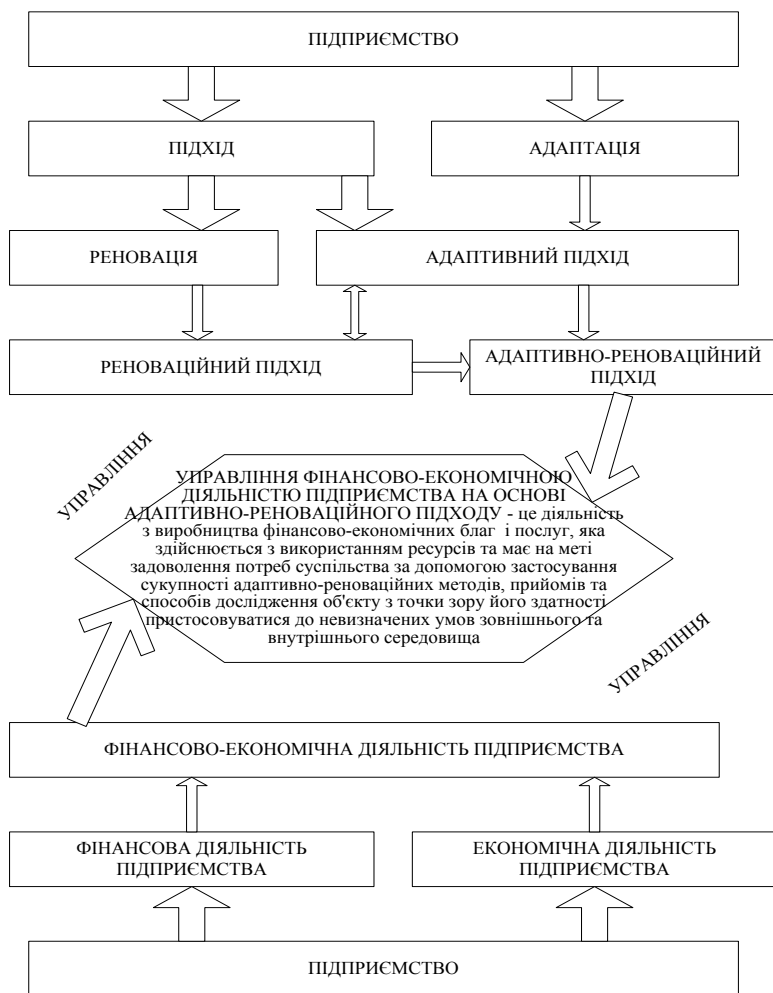 ПІДПРИЄМСТВО
ПІДХІД
АДАПТАЦІЯ
РЕНОВАЦІЯ
АДАПТИВНИЙ ПІДХІД
РЕНОВАЦІЙНИЙ ПІДХІД
АДАПТИВНО-РЕНОВАЦІЙНИЙ
ПІДХІД
УПРАВЛІННЯ
УПРАВЛІННЯ ФІНАНСОВО-ЕКОНОМІЧНОЮ
ДІЯЛЬНІСТЮ ПІДПРИЄМСТВА НА ОСНОВІ
АДАПТИВНО-РЕНОВАЦІЙНОГО ПІДХОДУ - це діяльність
з виробництва фінансово-економічних благ і послуг, яка
здійснюється з використанням ресурсів та має на меті
задоволення потреб суспільства за допомогою застосування
сукупності адаптивно-реноваційних методів, прийомів та
способів дослідження об'єкту з точки зору його здатності
пристосовуватися до невизначених умов зовнішнього та
внутрішнього середовища
УПРАВЛІННЯ
ФІНАНСОВО-ЕКОНОМІЧНА ДІЯЛЬНІСТЬ ПІДПРИЄМСТВА
ФІНАНСОВА ДІЯЛЬНІСТЬ
ПІДПРИЄМСТВА
ЕКОНОМІЧНА ДІЯЛЬНІСТЬ
ПІДПРИЄМСТВА
ПІДПРИЄМСТВО